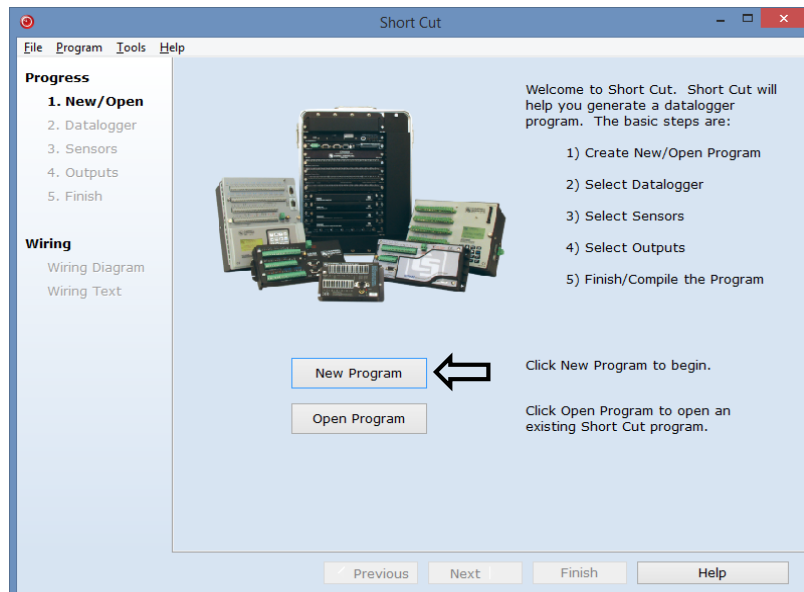 Short Cut
File Program Tools Help
Progress
1. New/Open
2. Datalogger
3. Sensors
4. Outputs
5. Finish
Wiring
Wiring Diagram
Wiring Text
Welcome to Short Cut. Short Cut will
help you generate a datalogger
program. The basic steps are:
1) Create New/Open Program
2) Select Datalogger
3) Select Sensors
4) Select Outputs
5) Finish/Compile the Program
New Program
Click New Program to begin.
Open Program
Click Open Program to open an
existing Short Cut program.
Previous Next Finish Help